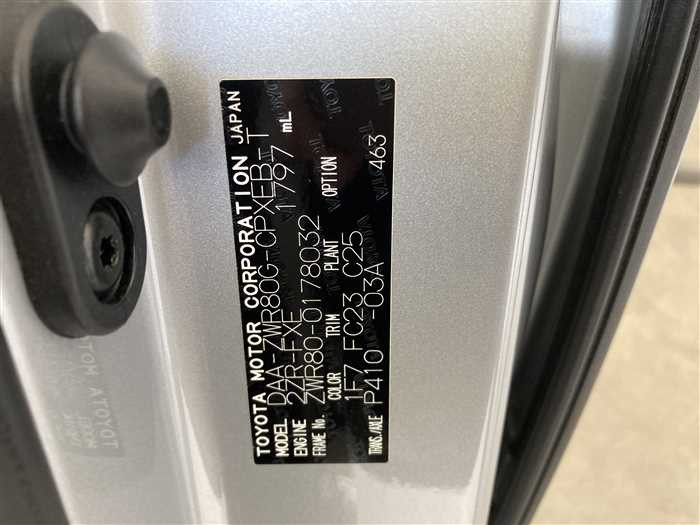 TOYOTA MOTOR CORPORATION JAPAN
MODEL DAA-ZWR80G-CPXEB-T
ENGINE 2ZR-FXE 1797 mL
FRAME No. ZWR80-0178032
COLOR TRIM PLANT OPTION
1F7 FC23 C25 463
TRNS./AXLE P410 -03A